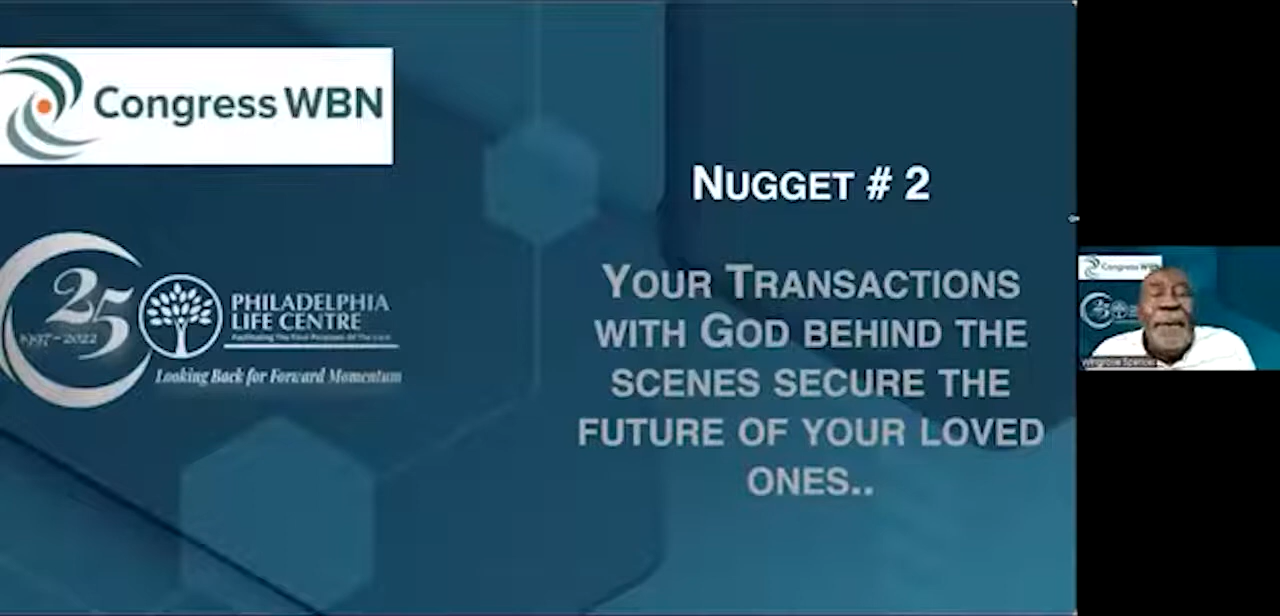 Congress WBN
NUGGET # 2
25
1997-2022
PHILADELPHIA
LIFE CENTRE
Looking Back for Forward Momentum
YOUR TRANSACTIONS
WITH GOD BEHIND THE
SCENES SECURE THE
FUTURE OF YOUR LOVED
ONES..
Congress WBN